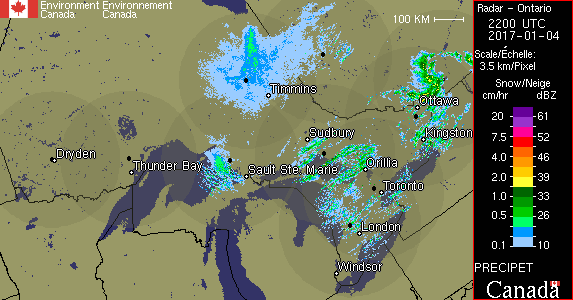 Environment Environnement
Canada Canada
100 KM
Radar - Ontario
2200 UTC
2017-01-04
Scale/Échelle:
3.5 km/Pixel
Snow/Neige
cm/hr dBZ
20 61
7.5 52
4.0 46
2.0 39
1.0 33
0.5 26
0.1 10
PRECIPET
Canada
Timmins
Ottawa
Sudbury
Kingston
Dryden
Thunder Bay
Sault Ste. Marie
Orillia
Toronto
London
Windsor